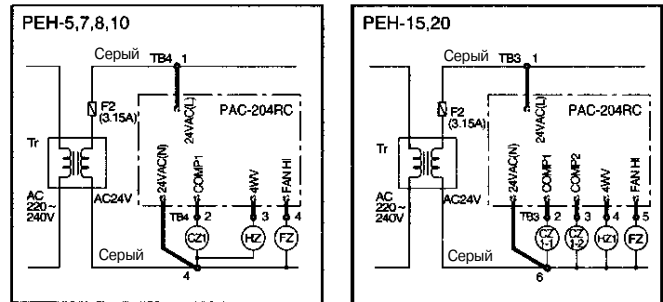 PEH-5,7,8,10
Серый TB4 1
F2
(3.15A)
24VAC(L)
PAC-204RC
Tr
24VAC(N)
COMP1
4WV
FAN HI
AC
220~
240V
AC24V
TB4 2 3 4
CZ1 HZ FZ
Серый
4
PEH-15,20
Серый TB3 1
F2
(3.15A)
24VAC(L)
PAC-204RC
Tr
24VAC(N)
COMP1
COMP2
4WV
FAN HI
AC
220~
240V
AC24V
TB3 2 3 4 5
CZ
1-1
CZ
1-2
HZ1 FZ
Серый
6